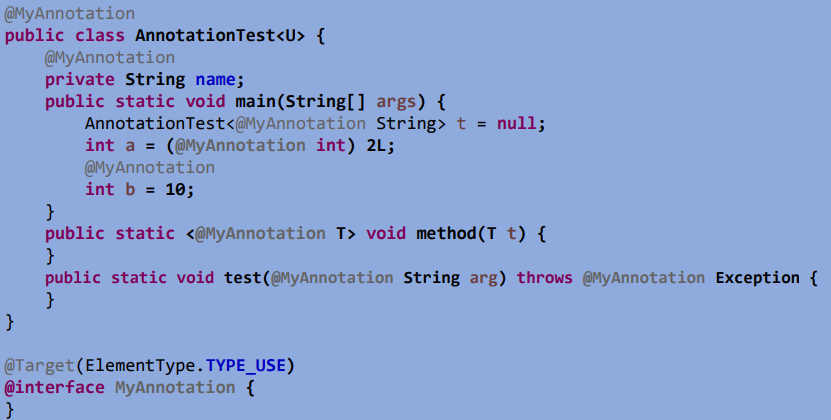 @MyAnnotation
public class AnnotationTest<U> {
    @MyAnnotation
    private String name;
    public static void main(String[] args) {
        AnnotationTest<@MyAnnotation String> t = null;
        int a = (@MyAnnotation int) 2L;
        @MyAnnotation
        int b = 10;
    }
    public static <@MyAnnotation T> void method(T t) {
    }
    public static void test(@MyAnnotation String arg) throws @MyAnnotation Exception {
    }
}

@Target(ElementType.TYPE_USE)
@interface MyAnnotation {
}